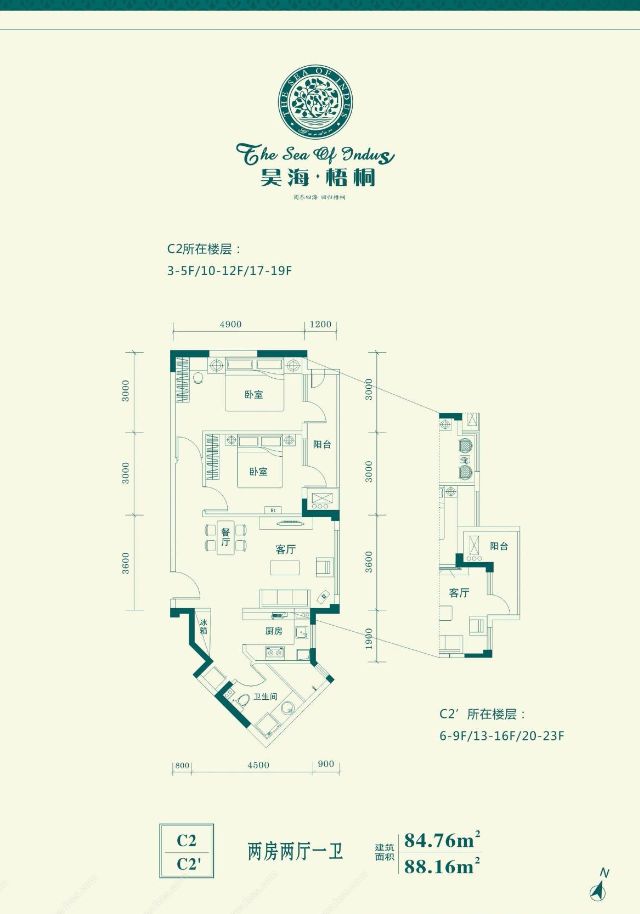 THE SEA OF INDUS
The Sea Of Indus
昊海·梧桐
C2所在楼层：
3-5F/10-12F/17-19F
4900
1200
3000
卧室
3000
阳台
3000
卧室
3000
餐厅
客厅
3600
3600
阳台
客厅
冰箱
厨房
1900
卫生间
C2’所在楼层：
6-9F/13-16F/20-23F
800
4500
900
C2
C2'
两房两厅一卫
建筑面积
84.76m²
88.16m²
N